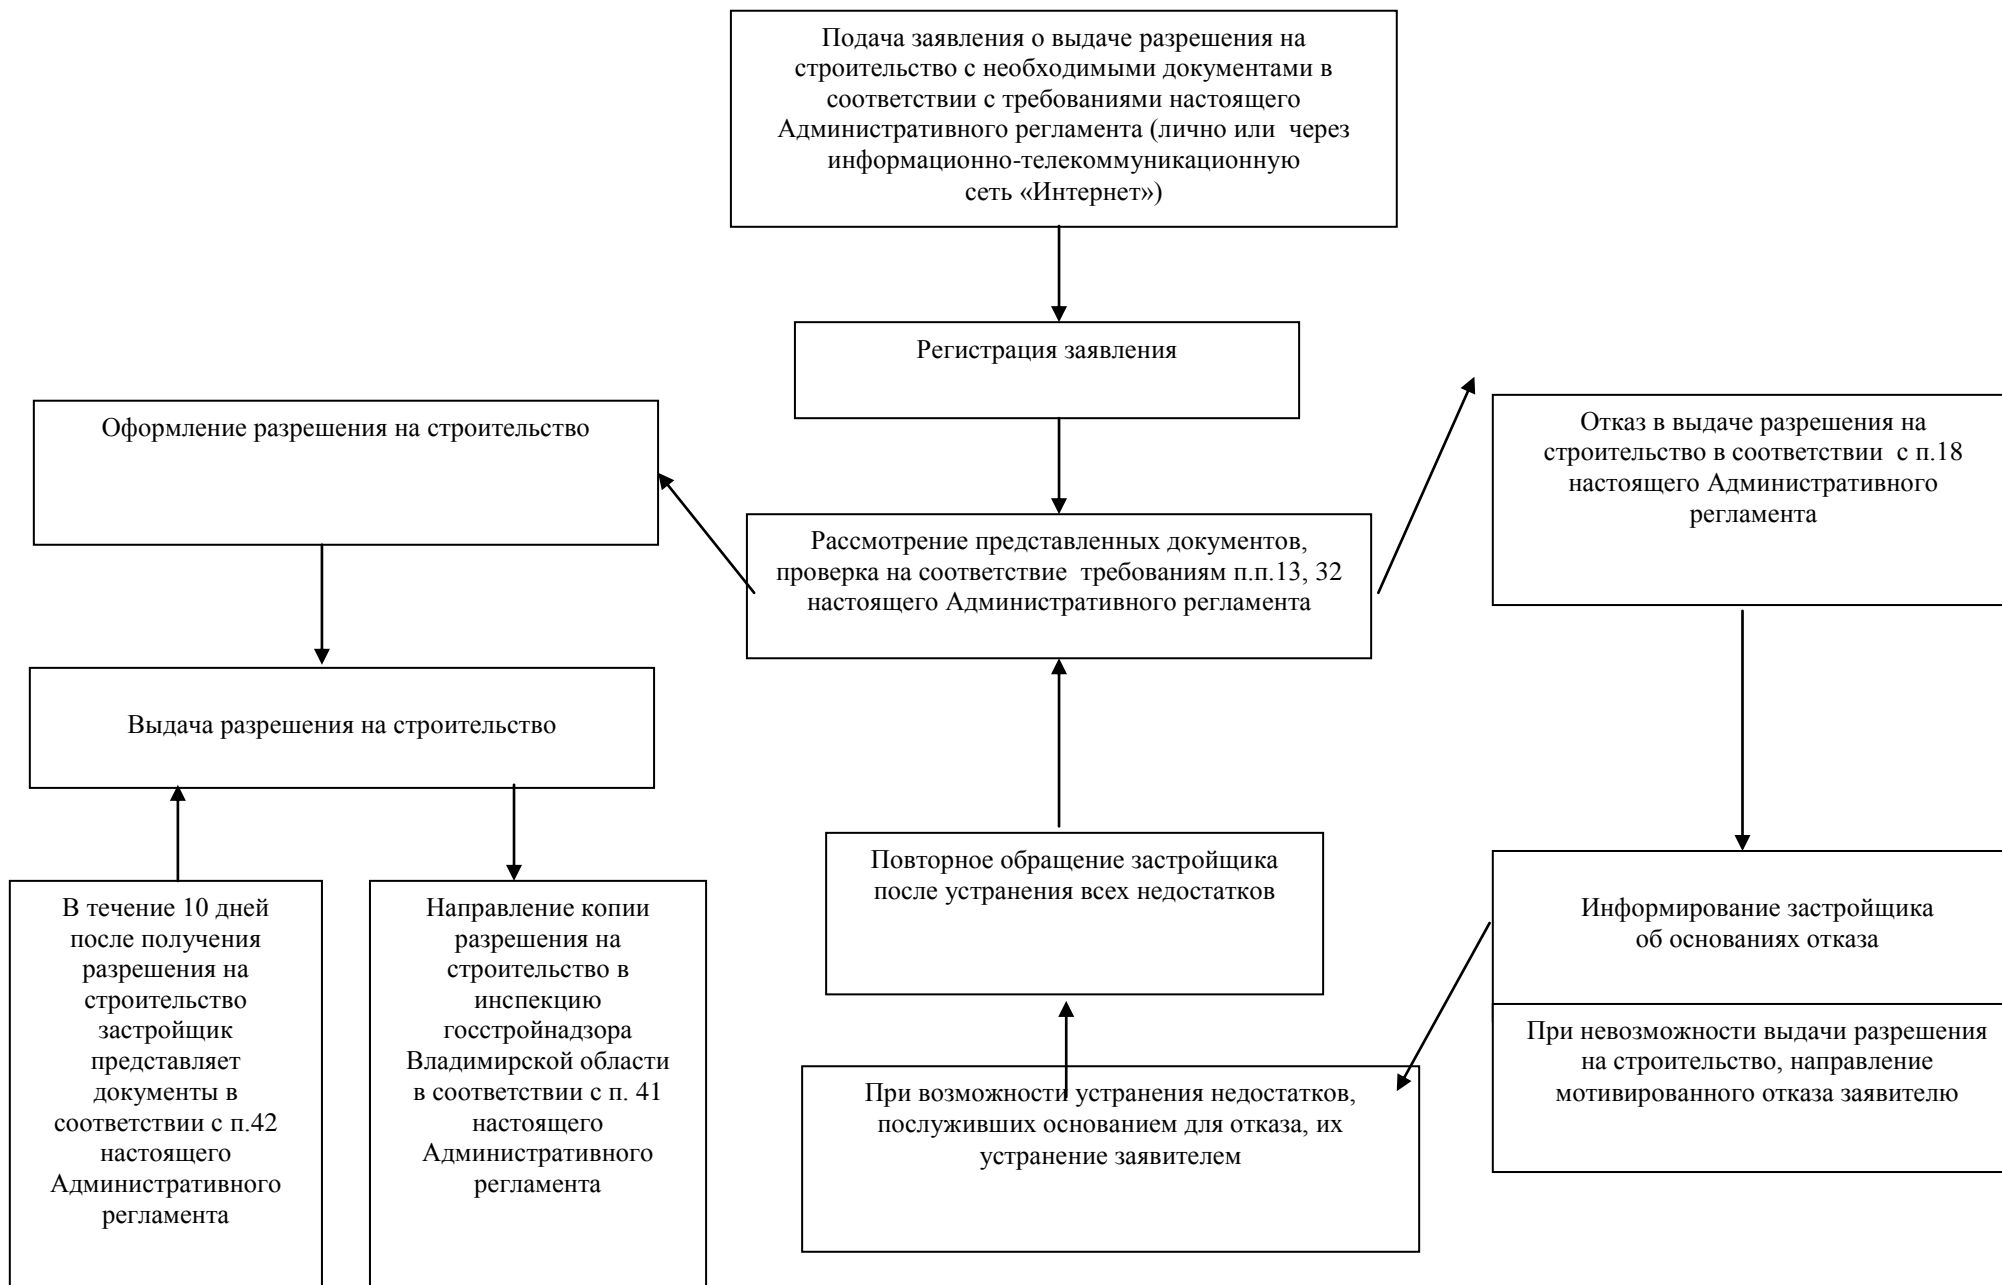 Подача заявления о выдаче разрешения на
строительство с необходимыми документами в
соответствии с требованиями настоящего
Административного регламента (лично или через
информационно-телекоммуникационную
сеть «Интернет»)
Регистрация заявления
Оформление разрешения на строительство
Отказ в выдаче разрешения на
строительство в соответствии с п.18
настоящего Административного
регламента
Рассмотрение представленных документов,
проверка на соответствие требованиям п.п.13, 32
настоящего Административного регламента
Выдача разрешения на строительство
Повторное обращение застройщика
после устранения всех недостатков
Информирование застройщика
об основаниях отказа
В течение 10 дней
после получения
разрешения на
строительство
застройщик
представляет
документы в
соответствии с п.42
настоящего
Административного
регламента
Направление копии
разрешения на
строительство в
инспекцию
госстройнадзора
Владимирской области
в соответствии с п. 41
настоящего
Административного
регламента
При возможности устранения недостатков,
послуживших основанием для отказа, их
устранение заявителем
При невозможности выдачи разрешения
на строительство, направление
мотивированного отказа заявителю